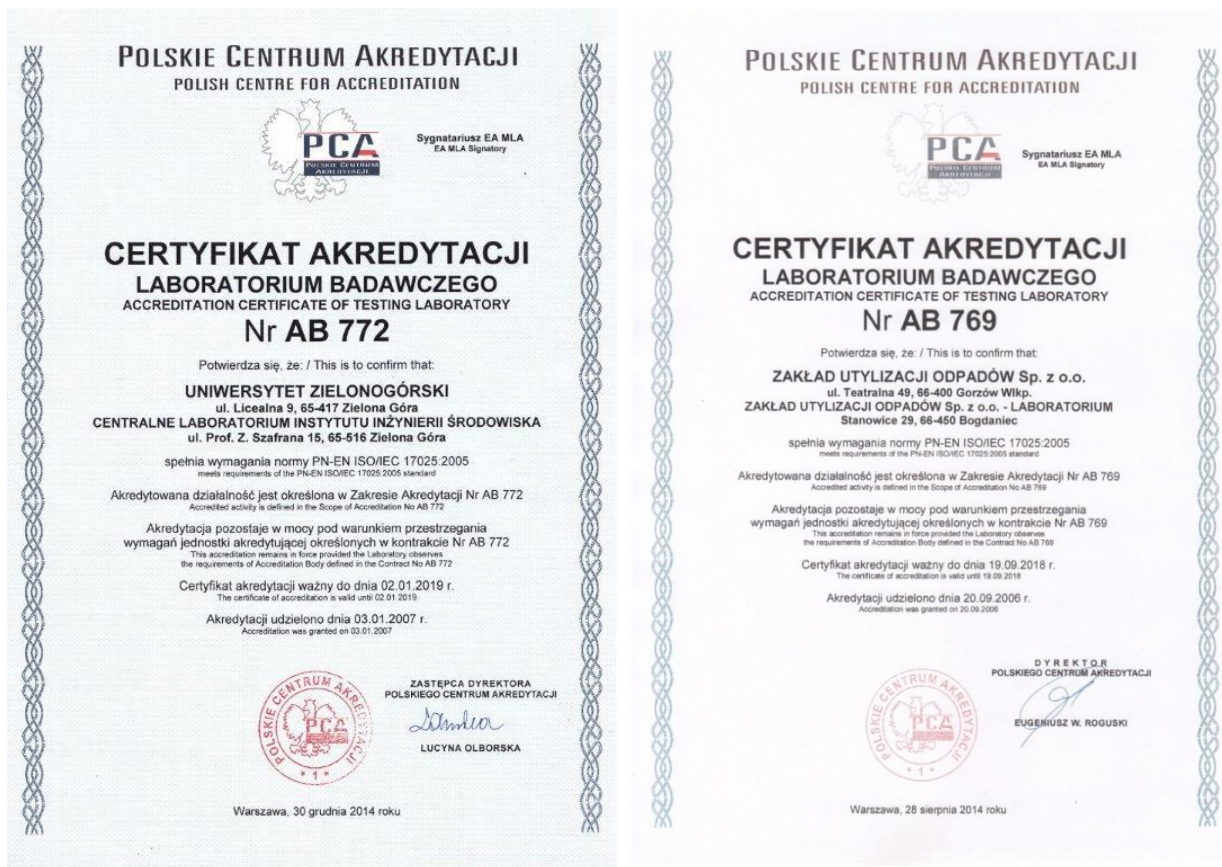 POLSKIE CENTRUM AKREDYTACJI
POLISH CENTRE FOR ACCREDITATION
PCA
POLSKIE CENTRUM
AKREDYTACJI
Sygnatariusz EA MLA
EA MLA Signatory
CERTYFIKAT AKREDYTACJI
LABORATORIUM BADAWCZEGO
ACCREDITATION CERTIFICATE OF TESTING LABORATORY
Nr AB 772
Potwierdza się, że: / This is to confirm that:
UNIWERSYTET ZIELONOGÓRSKI
ul. Licealna 9, 65-417 Zielona Góra
CENTRALNE LABORATORIUM INSTYTUTU INŻYNIERII ŚRODOWISKA
ul. Prof. Z. Szafrana 15, 65-516 Zielona Góra
spełnia wymagania normy PN-EN ISO/IEC 17025:2005
meets requirements of the PN-EN ISO/IEC 17025:2005 standard
Akredytowana działalność jest określona w Zakresie Akredytacji Nr AB 772
Accredited activity is defined in the Scope of Accreditation No AB 772
Akredytacja pozostaje w mocy pod warunkiem przestrzegania
wymagań jednostki akredytującej określonych w kontrakcie Nr AB 772
This accreditation remains in force provided the Laboratory observes
the requirements of Accreditation Body defined in the Contract No AB 772
Certyfikat akredytacji ważny do dnia 02.01.2019 r.
The certificate of accreditation is valid until 02.01.2019
Akredytacji udzielono dnia 03.01.2007 r.
Accreditation was granted on 03.01.2007
POLSKIE CENTRUM AKREDYTACJI
PCA
* 1 *
ZASTĘPCA DYREKTORA
POLSKIEGO CENTRUM AKREDYTACJI
LUCYNA OLBORSKA
Warszawa, 30 grudnia 2014 roku
POLSKIE CENTRUM AKREDYTACJI
POLISH CENTRE FOR ACCREDITATION
PCA
POLSKIE CENTRUM
AKREDYTACJI
Sygnatariusz EA MLA
EA MLA Signatory
CERTYFIKAT AKREDYTACJI
LABORATORIUM BADAWCZEGO
ACCREDITATION CERTIFICATE OF TESTING LABORATORY
Nr AB 769
Potwierdza się, że: / This is to confirm that:
ZAKŁAD UTYLIZACJI ODPADÓW Sp. z o.o.
ul. Teatralna 49, 66-400 Gorzów Wlkp.
ZAKŁAD UTYLIZACJI ODPADÓW Sp. z o.o. - LABORATORIUM
Stanowice 29, 66-450 Bogdaniec
spełnia wymagania normy PN-EN ISO/IEC 17025:2005
meets requirements of the PN-EN ISO/IEC 17025:2005 standard
Akredytowana działalność jest określona w Zakresie Akredytacji Nr AB 769
Accredited activity is defined in the Scope of Accreditation No AB 769
Akredytacja pozostaje w mocy pod warunkiem przestrzegania
wymagań jednostki akredytującej określonych w kontrakcie Nr AB 769
This accreditation remains in force provided the Laboratory observes
the requirements of Accreditation Body defined in the Contract No AB 769
Certyfikat akredytacji ważny do dnia 19.09.2018 r.
The certificate of accreditation is valid until 19.09.2018
Akredytacji udzielono dnia 20.09.2006 r.
Accreditation was granted on 20.09.2006
POLSKIE CENTRUM AKREDYTACJI
PCA
* 1 *
DYREKTOR
POLSKIEGO CENTRUM AKREDYTACJI
EUGENIUSZ W. ROGUSKI
Warszawa, 28 sierpnia 2014 roku